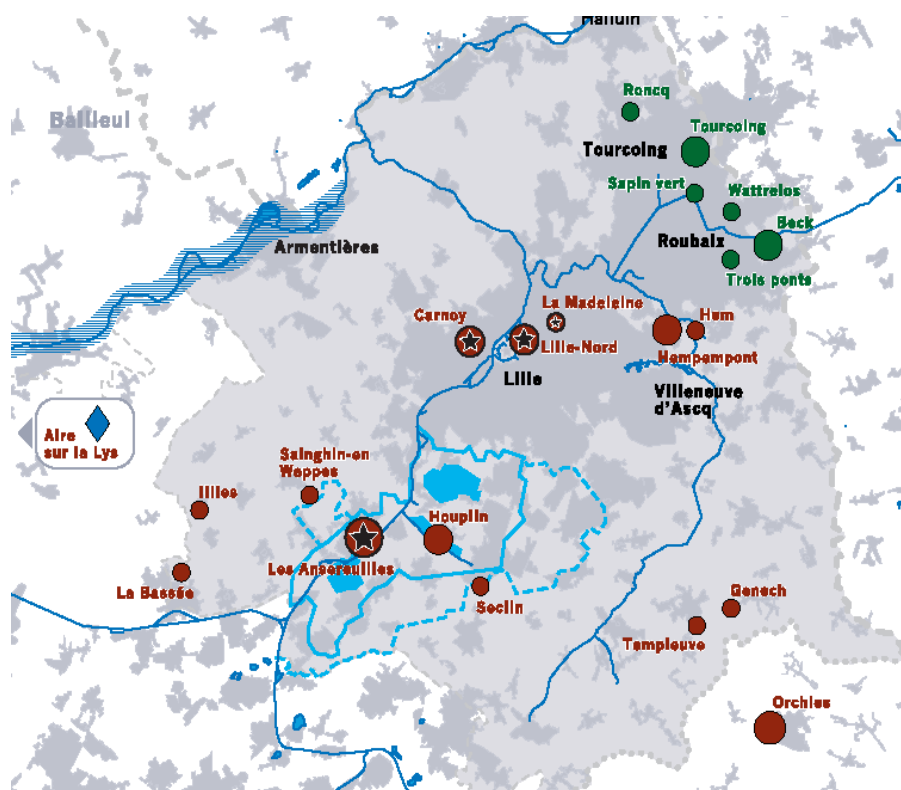 Halluin
Roncq
Bailleul
Tourcoing
Tourcoing
Sapin vert
Wattrelos
Beck
Armentières
Roubaix
Trois ponts
La Madeleine
Carnoy
Hem
Lille-Nord
Hempempont
Lille
Villeneuve
d'Ascq
Aire
sur la Lys
Sainghin-en
Weppes
Illies
Houplin
Les Ansereuilles
La Bassée
Seclin
Genech
Templeuve
Orchies